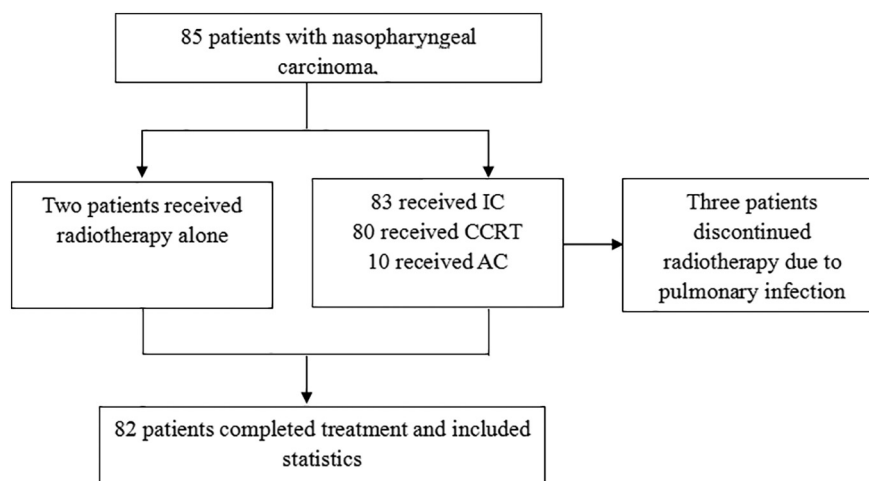 85 patients with nasopharyngeal
carcinoma.
Two patients received
radiotherapy alone
83 received IC
80 received CCRT
10 received AC
Three patients
discontinued
radiotherapy due to
pulmonary infection
82 patients completed treatment and included
statistics